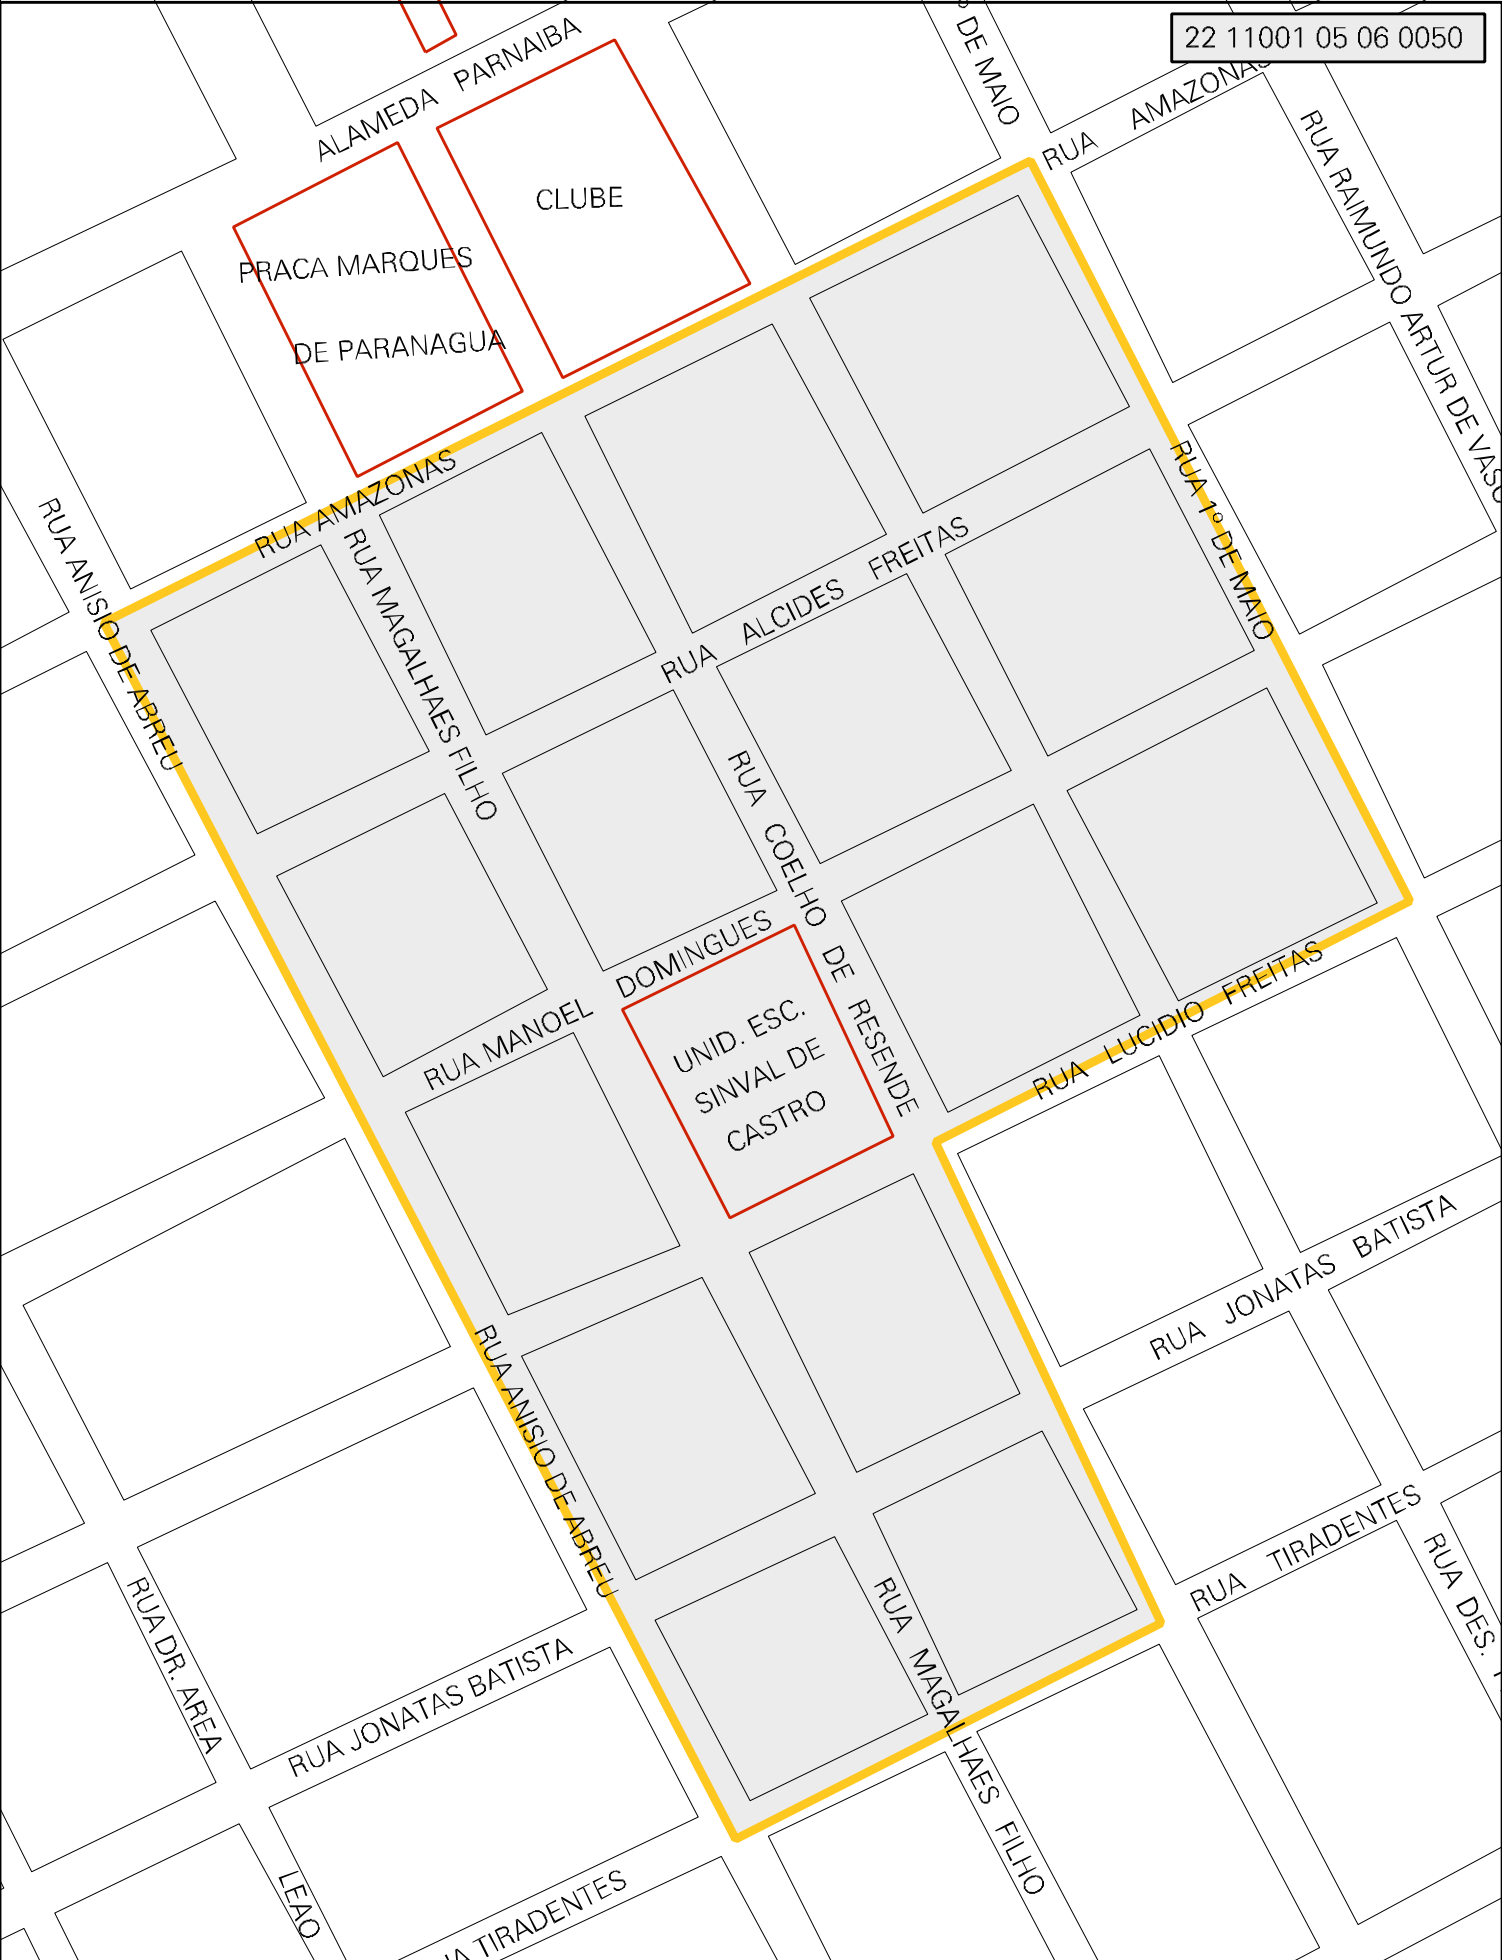 22 11001 05 06 0050
º DE MAIO
ALAMEDA PARNAIBA
RUA AMAZONAS
RUA RAIMUNDO ARTUR DE VASC
CLUBE
PRACA MARQUES
DE PARANAGUA
RUA AMAZONAS
RUA 1º DE MAIO
RUA ANISIO DE ABREU
RUA MAGALHAES FILHO
RUA ALCIDES FREITAS
RUA COELHO DE RESENDE
RUA MANOEL DOMINGUES
UNID. ESC.
SINVAL DE
CASTRO
RUA LUCIDIO FREITAS
RUA JONATAS BATISTA
RUA ANISIO DE ABREU
RUA TIRADENTES
RUA DES.
RUA DR. AREA
LEAO
RUA MAGALHAES FILHO
RUA JONATAS BATISTA
UA TIRADENTES